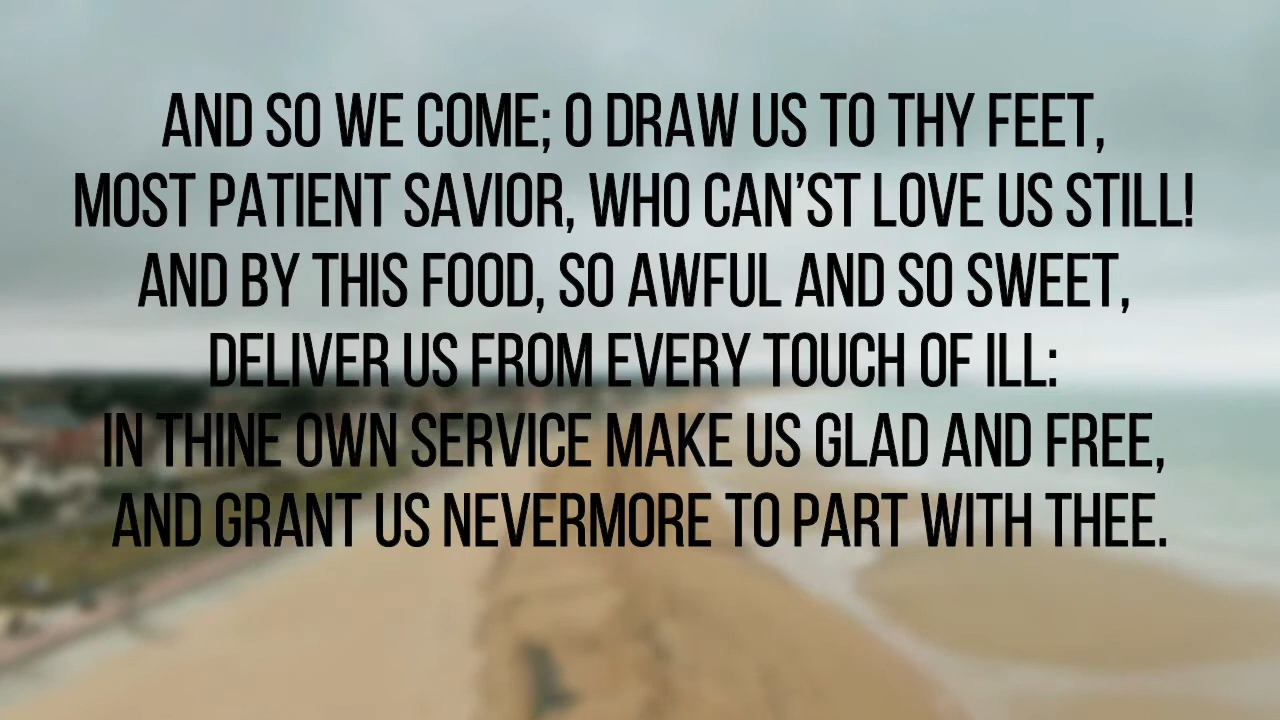 AND SO WE COME; O DRAW US TO THY FEET,
MOST PATIENT SAVIOR, WHO CAN'ST LOVE US STILL!
AND BY THIS FOOD, SO AWFUL AND SO SWEET,
DELIVER US FROM EVERY TOUCH OF ILL:
IN THINE OWN SERVICE MAKE US GLAD AND FREE,
AND GRANT US NEVERMORE TO PART WITH THEE.